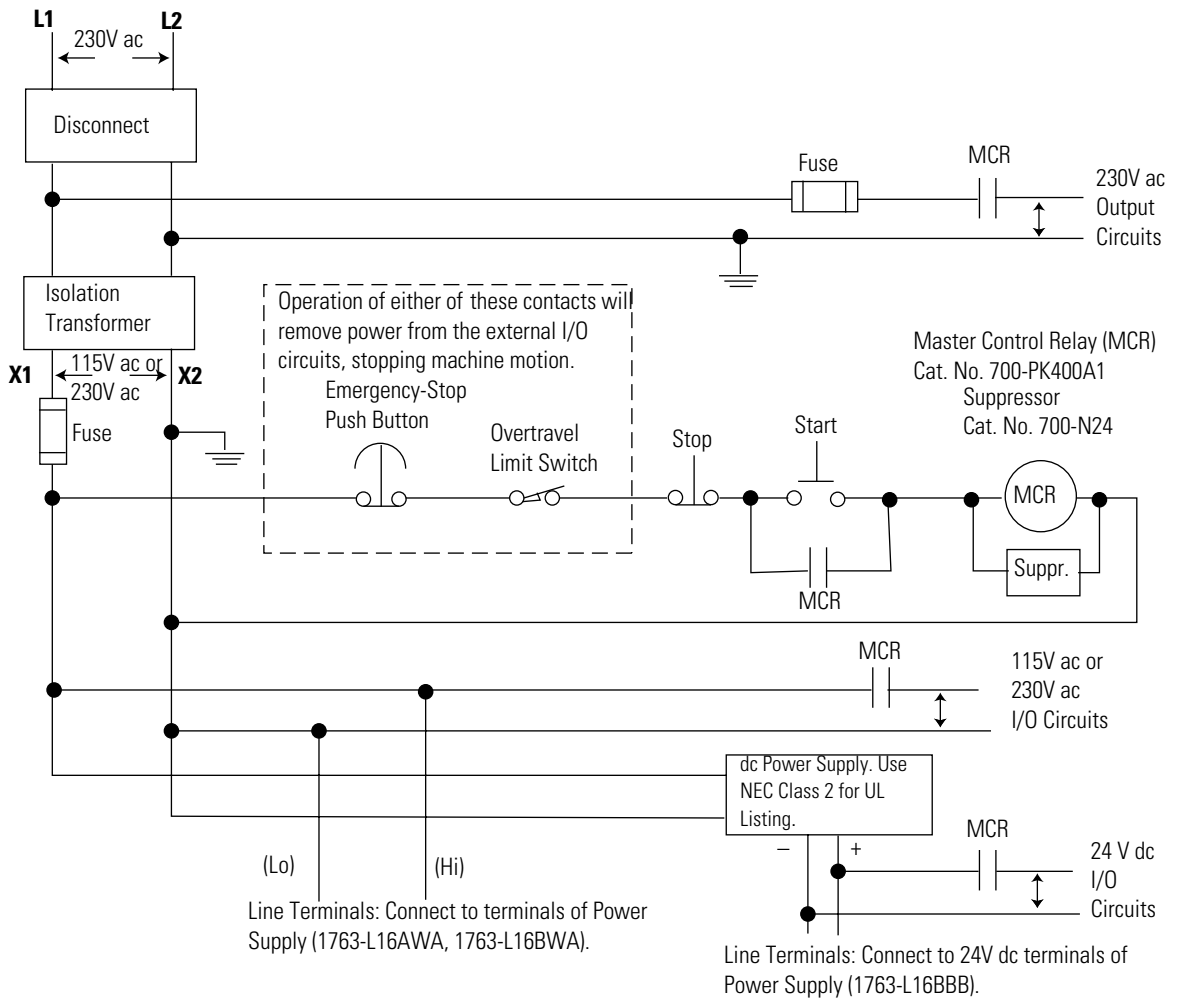 L1
L2
230V ac
Disconnect
Fuse
MCR
230V ac
Output
Circuits
Isolation
Transformer
Operation of either of these contacts will
remove power from the external I/O
circuits, stopping machine motion.
Emergency-Stop
Push Button
Overtravel
Limit Switch
X1
115V ac or
230V ac
X2
Fuse
Stop
Start
Master Control Relay (MCR)
Cat. No. 700-PK400A1
Suppressor
Cat. No. 700-N24
MCR
Suppr.
MCR
MCR
115V ac or
230V ac
I/O Circuits
dc Power Supply. Use
NEC Class 2 for UL
Listing.
– +
MCR
24 V dc
I/O
Circuits
(Lo)
(Hi)
Line Terminals: Connect to terminals of Power
Supply (1763-L16AWA, 1763-L16BWA).
Line Terminals: Connect to 24V dc terminals of
Power Supply (1763-L16BBB).